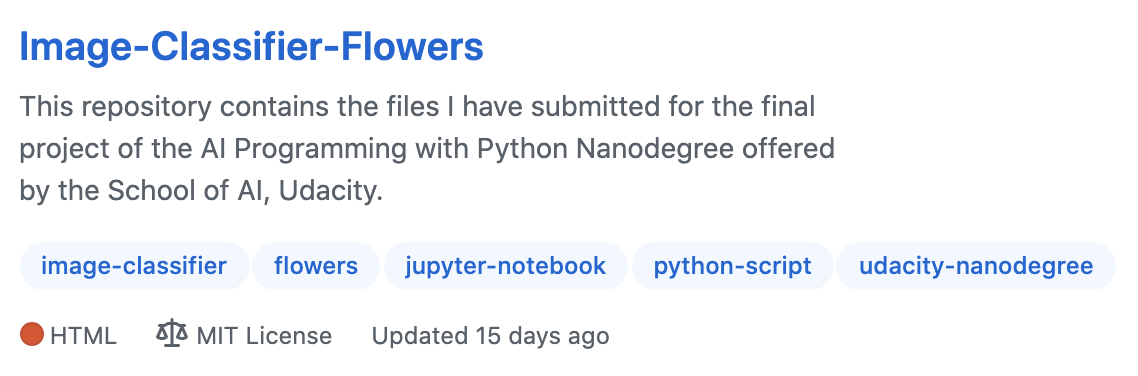 Image-Classifier-Flowers
This repository contains the files I have submitted for the final
project of the AI Programming with Python Nanodegree offered
by the School of AI, Udacity.
image-classifier flowers jupyter-notebook python-script udacity-nanodegree
HTML MIT License Updated 15 days ago